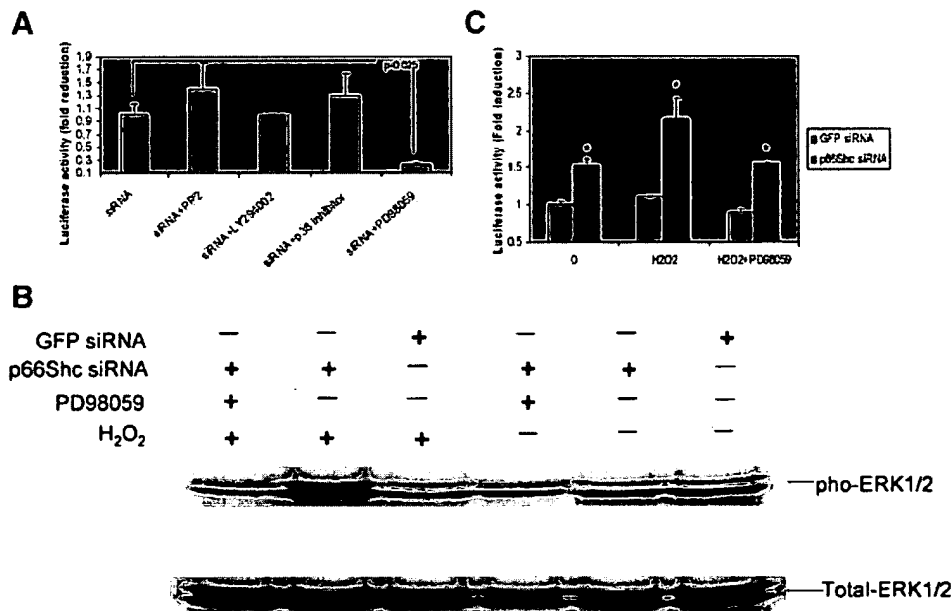 A
Luciferase activity (fold reduction)
1.9
1.7
1.5
1.3
1.1
0.9
0.7
0.5
0.3
0.1
siRNA
siRNA+PP2
siRNA+LY294002
siRNA+p38 inhibitor
siRNA+PD98059
C
Luciferase activity (Fold induction)
3
2.5
2
1.5
1
0.5
0
H2O2
H2O2+PD98059
GFP siRNA
p66Shc siRNA
B
GFP siRNA − − + − − +
p66Shc siRNA + + − + + −
PD98059 + − − + − −
H₂O₂ + + + − − −
pho-ERK1/2
Total-ERK1/2